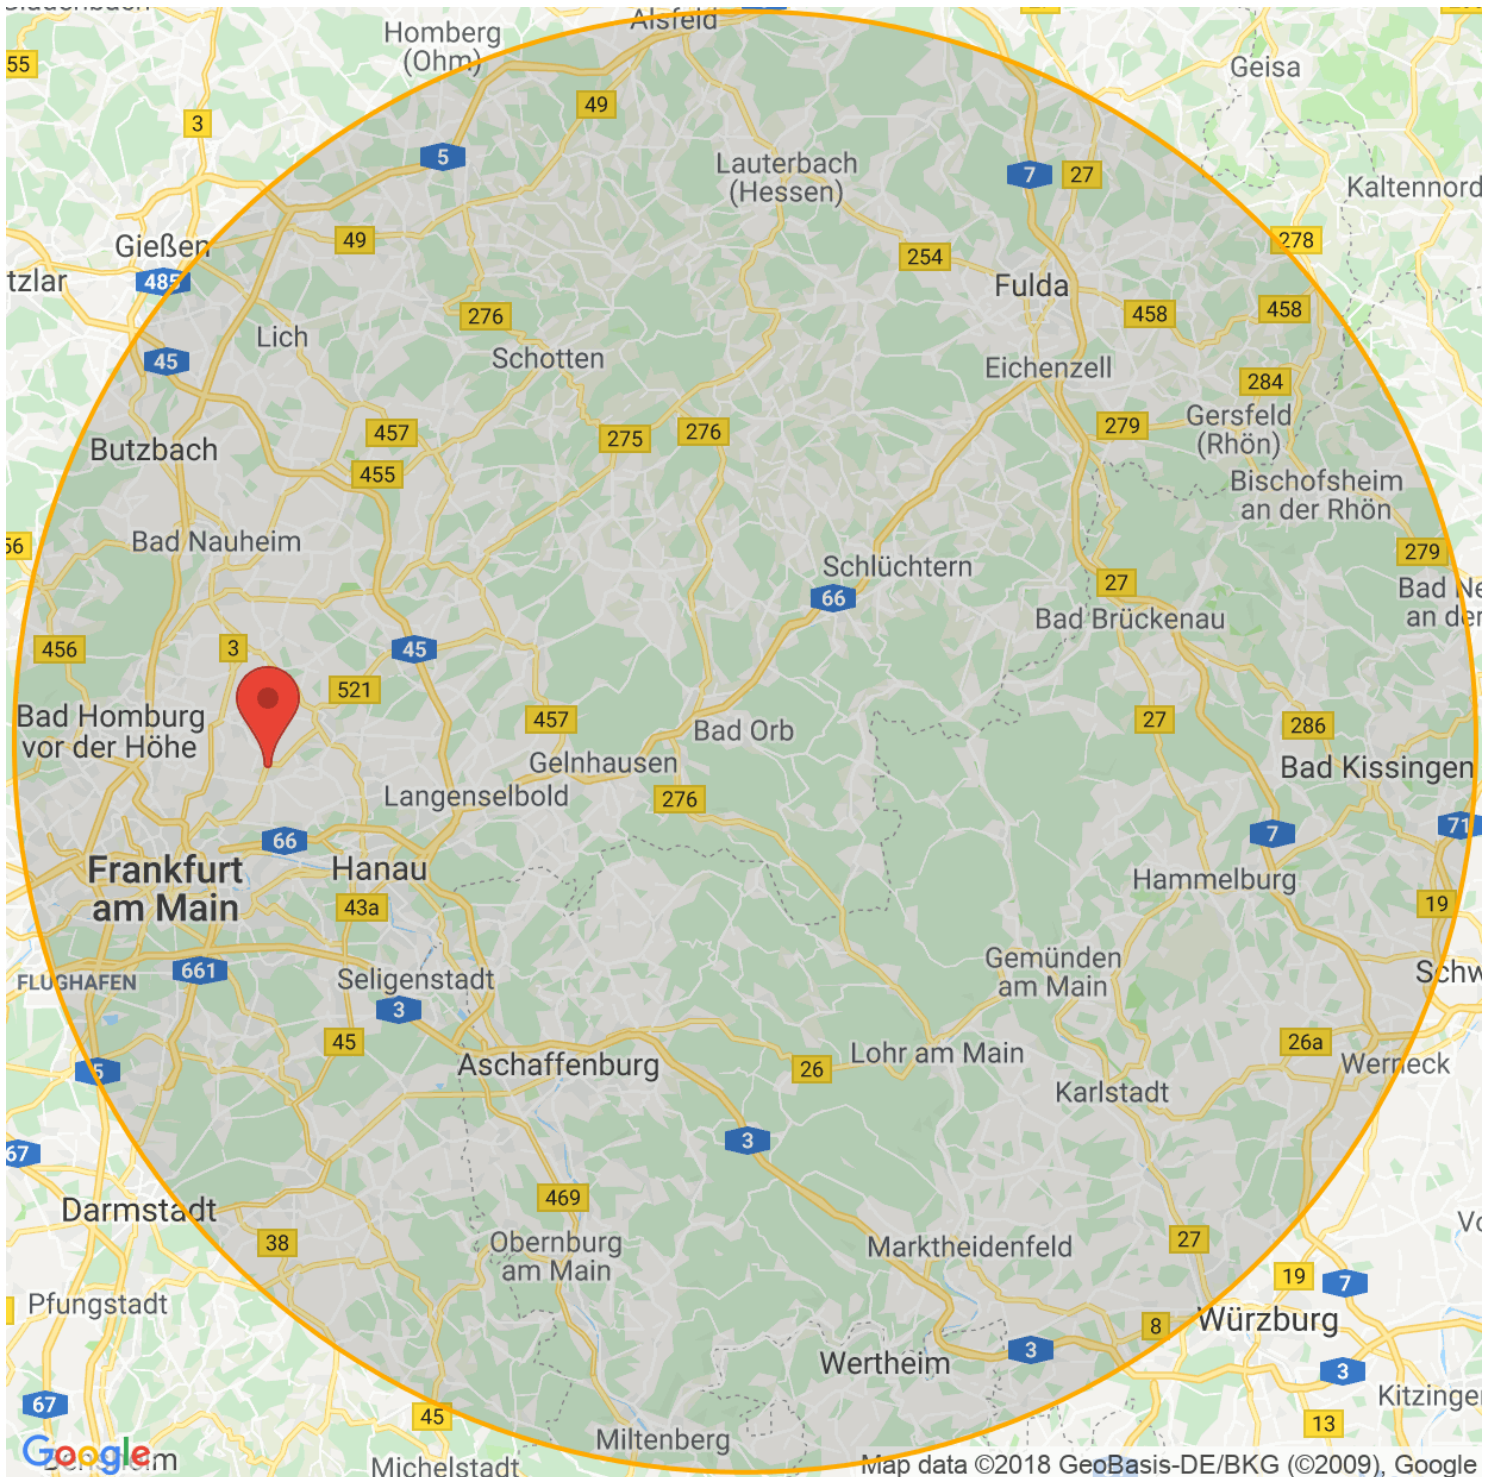 Homberg
(Ohm)
Alsfeld
Geisa
55
49
3
5
Lauterbach
(Hessen)
7
27
Kaltennord
Gießen
49
278
254
tzlar
485
Fulda
276
458
458
Lich
45
Schotten
Eichenzell
284
Gersfeld
(Rhön)
457
275
276
279
Butzbach
455
Bischofsheim
an der Rhön
Bad Nauheim
56
279
Schlüchtern
66
27
Bad Ne
an der
Bad Brückenau
456
3
45
521
Bad Homburg
vor der Höhe
457
Bad Orb
27
286
Gelnhausen
Bad Kissingen
Langenselbold
276
66
7
71
Frankfurt
am Main
Hanau
Hammelburg
43a
19
Gemünden
am Main
FLUGHAFEN
661
Seligenstadt
Schw
3
45
26a
Lohr am Main
Aschaffenburg
26
Werneck
5
Karlstadt
3
67
469
Darmstadt
38
Obernburg
am Main
Marktheidenfeld
27
19
7
Pfungstadt
Würzburg
8
3
Wertheim
3
67
45
Kitzinge
13
Miltenberg
Google
Michelstadt
Map data ©2018 GeoBasis-DE/BKG (©2009), Google